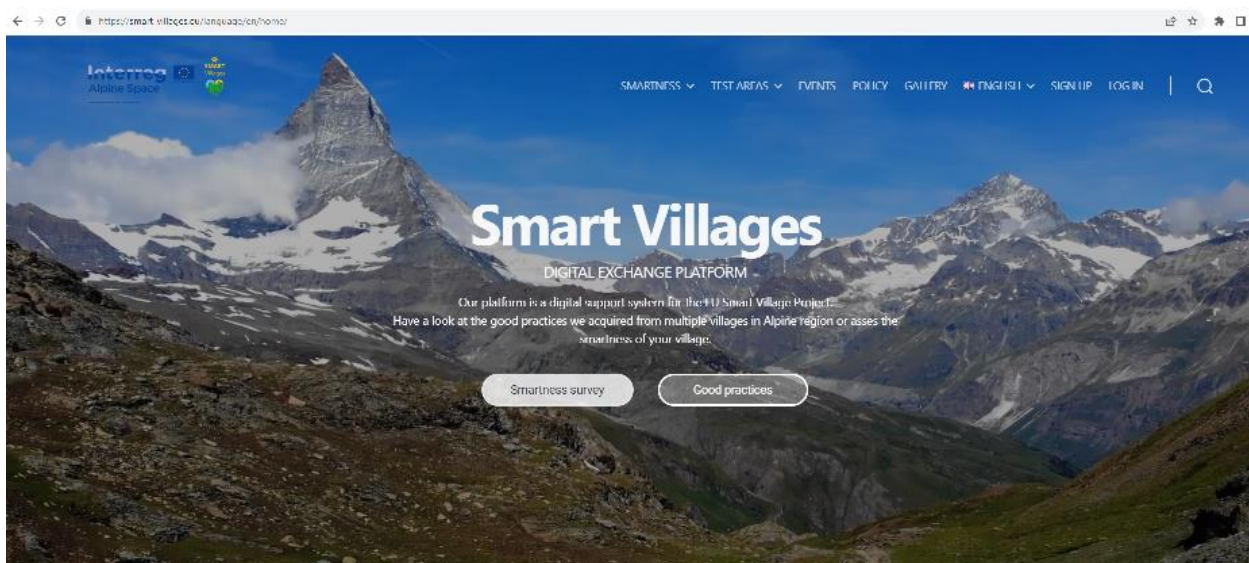 https://smart-villages.eu/language/en/home/
Interreg
Alpine Space
SMART
Villages
SMARTNESS TEST AREAS EVENTS POLICY GALLERY ENGLISH SIGN UP LOG IN
Smart Villages
DIGITAL EXCHANGE PLATFORM
Our platform is a digital support system for the EU Smart Village Project.
Have a look at the good practices we acquired from multiple villages in Alpine region or asses the
smartness of your village.
Smartness survey Good practices